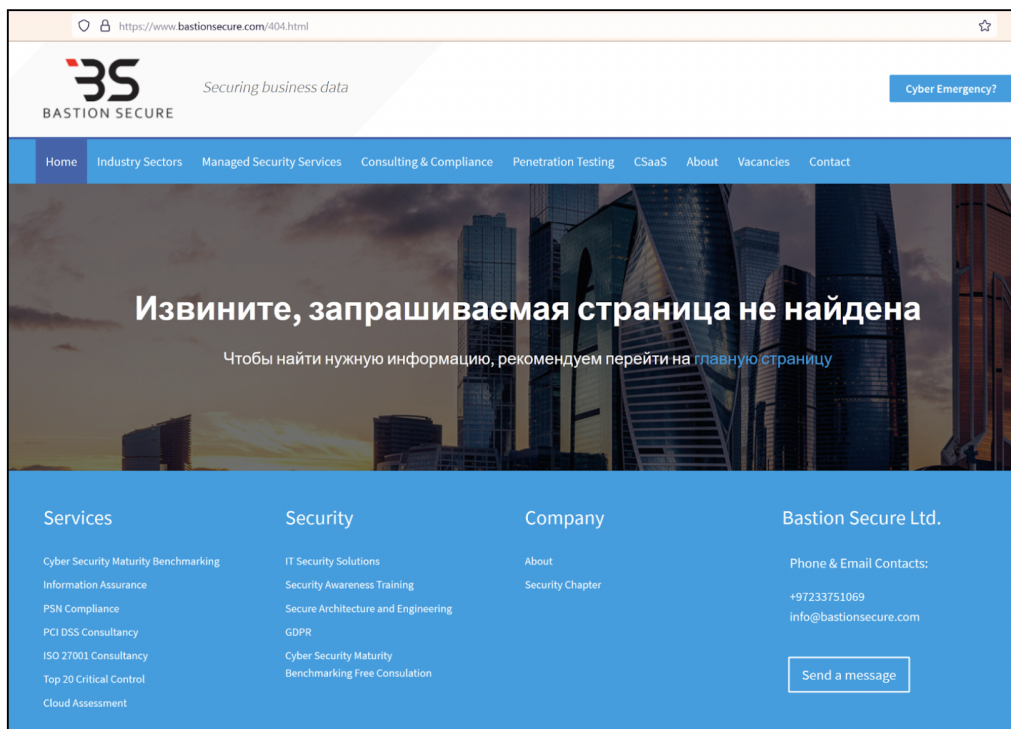 https://www.bastionsecure.com/404.html
BS
BASTION SECURE
Securing business data
Cyber Emergency?
Home Industry Sectors Managed Security Services Consulting & Compliance Penetration Testing CSaaS About Vacancies Contact
Извините, запрашиваемая страница не найдена
Чтобы найти нужную информацию, рекомендуем перейти на главную страницу
Services
Cyber Security Maturity Benchmarking
Information Assurance
PSN Compliance
PCI DSS Consultancy
ISO 27001 Consultancy
Top 20 Critical Control
Cloud Assessment
Security
IT Security Solutions
Security Awareness Training
Secure Architecture and Engineering
GDPR
Cyber Security Maturity
Benchmarking Free Consulation
Company
About
Security Chapter
Bastion Secure Ltd.
Phone & Email Contacts:
+97233751069
info@bastionsecure.com
Send a message